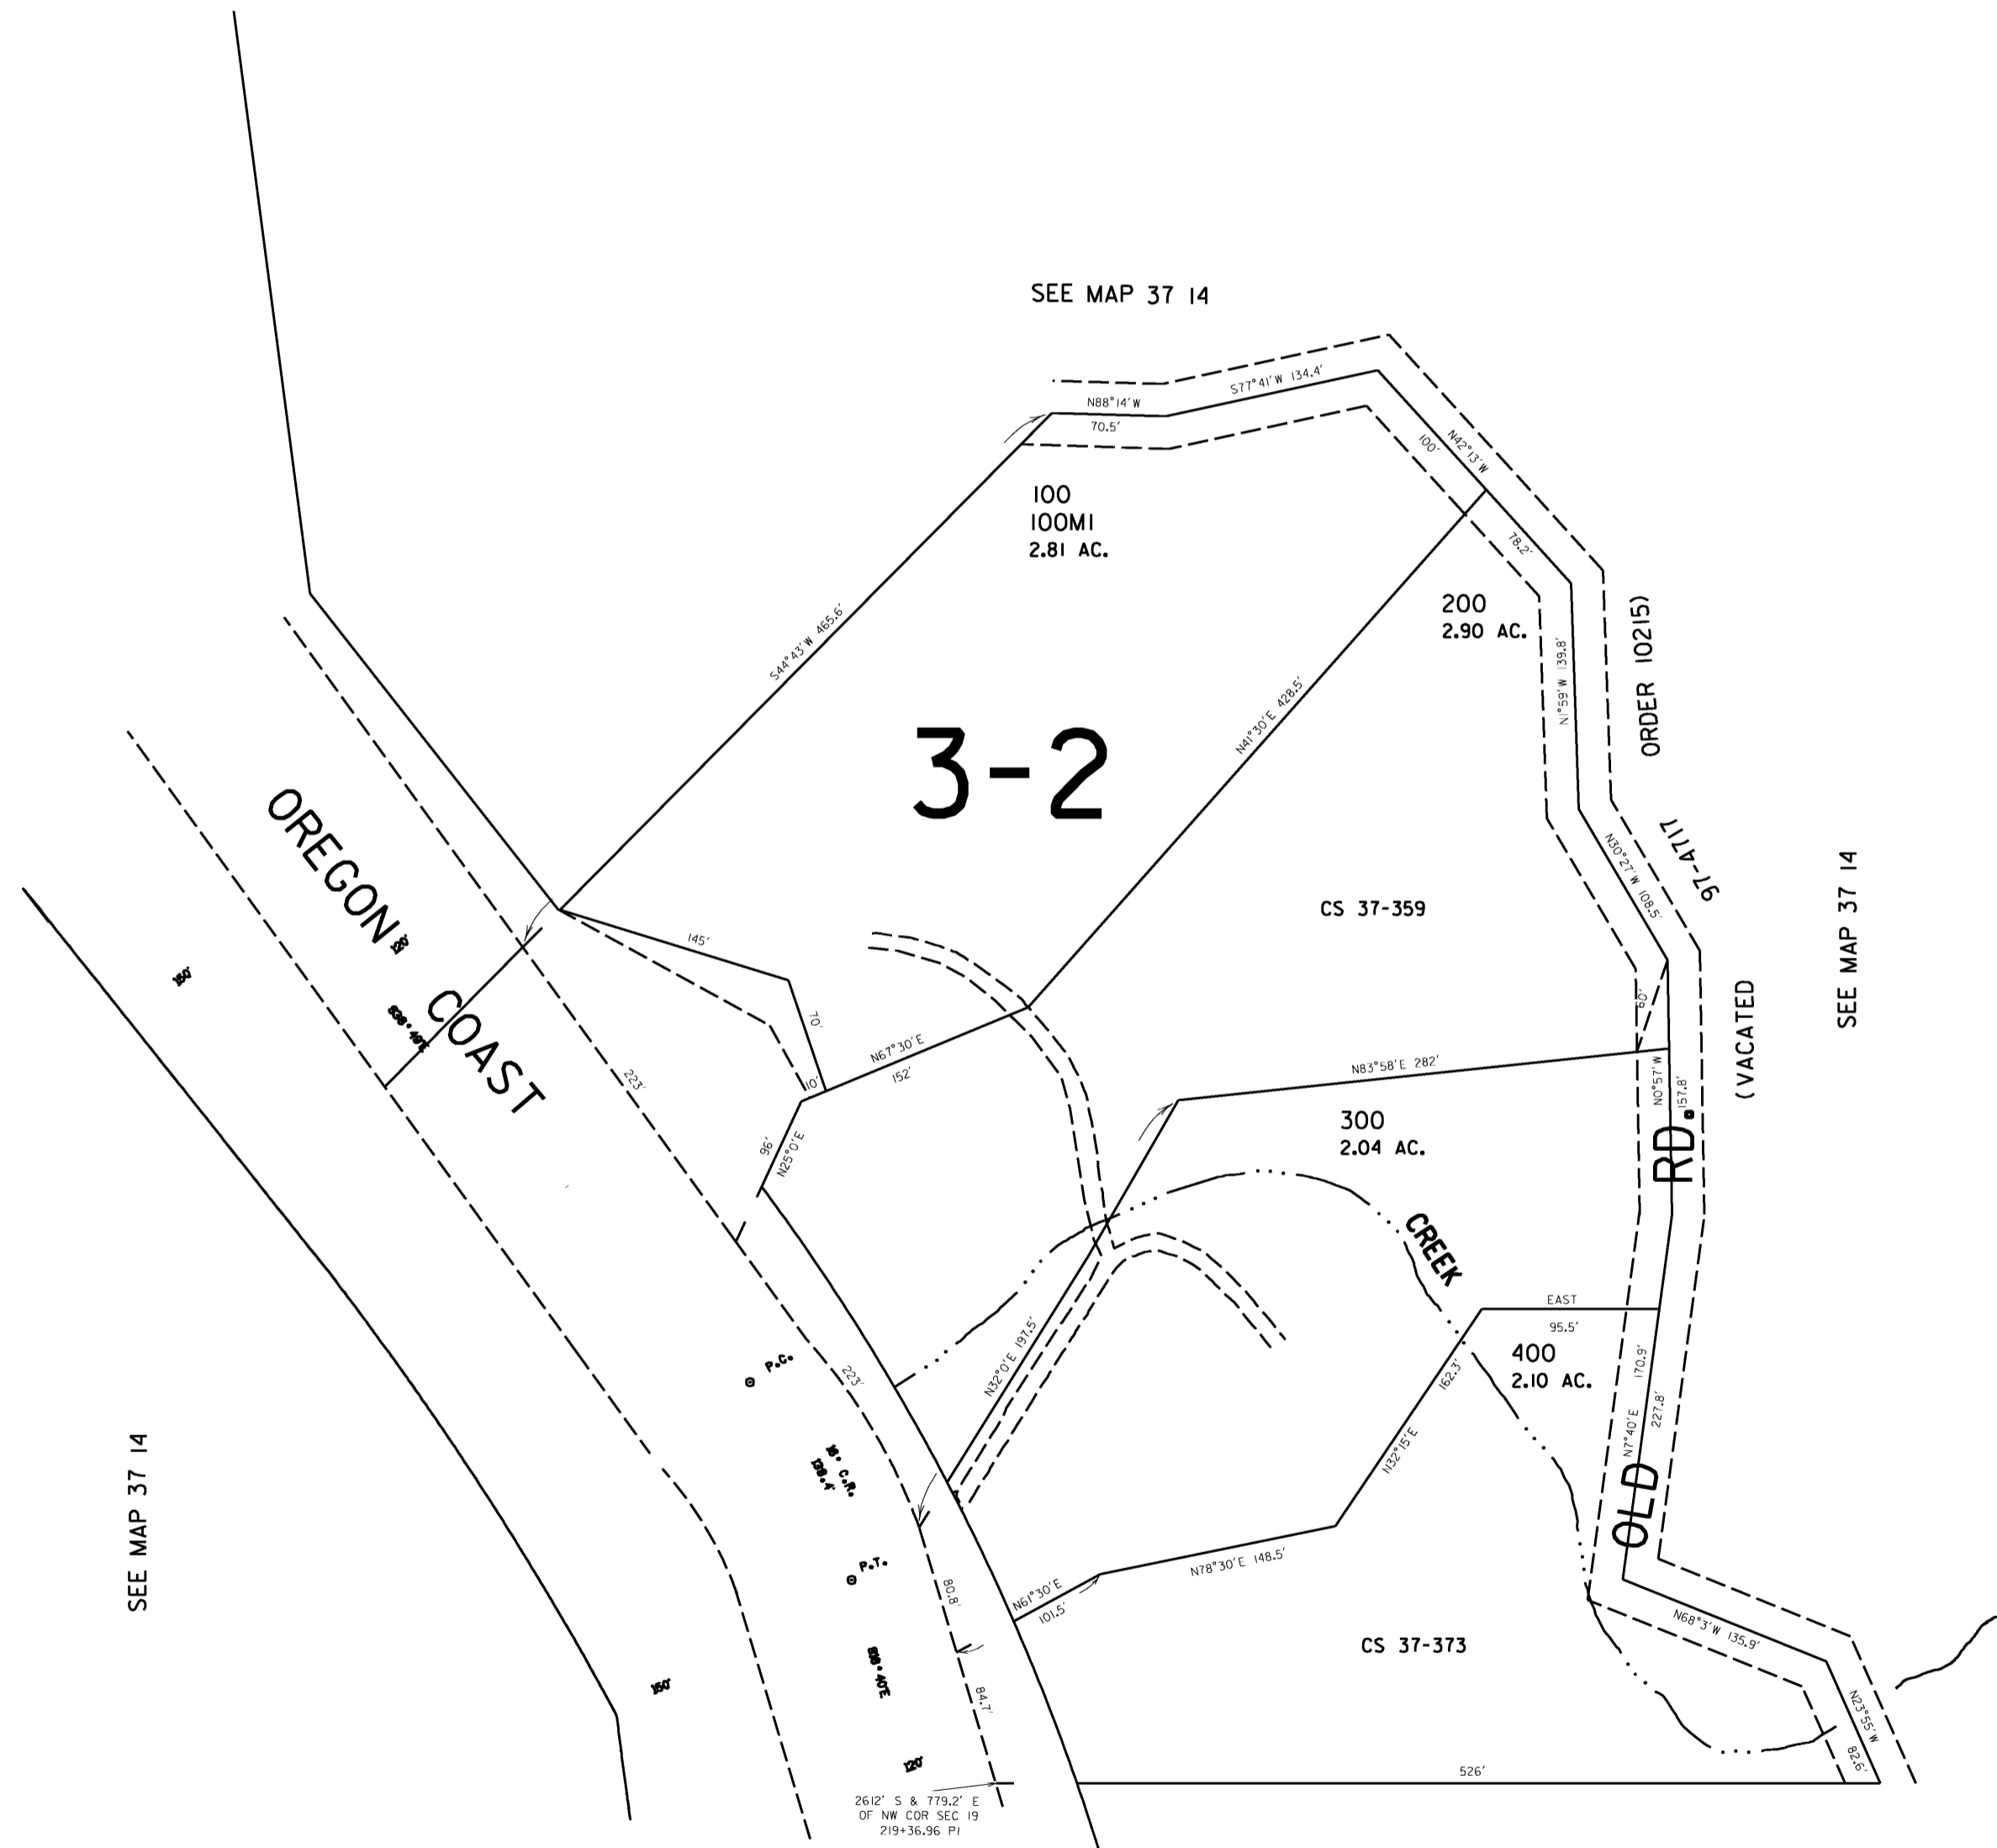 SEE MAP 37 14
S77°41'W 134.4'
N88°14'W
70.5'
N42°13'W
100'
78.2'
100
100M1
2.81 AC.
200
2.90 AC.
S44°43'W 465.6'
N41°30'E 428.5'
N1°59'W 139.8'
ORDER 10215)
97-4717
(VACATED
3-2
N30°27'W 108.5'
CS 37-359
SEE MAP 37 14
OREGON
COAST
120'
150'
145'
70'
10'
N67°30'E
152'
60'
223'
N83°58'E 282'
N0°57'W
157.8'
300
2.04 AC.
RD.
96'
N25°0'E
CREEK
EAST
95.5'
400
2.10 AC.
N32°0'E 197.5'
162.3'
N32°15'E
170.9'
227.8'
N7°40'E
OLD
P.C.
223'
16° C.R.
138.4'
P.T.
80.8'
N61°30'E
101.5'
N78°30'E 148.5'
CS 37-373
N68°3'W 135.9'
N23°55'W
82.6'
SEE MAP 37 14
150'
S16°40'E
84.7'
120'
526'
2612' S & 779.2' E
OF NW COR SEC 19
219+36.96 PI